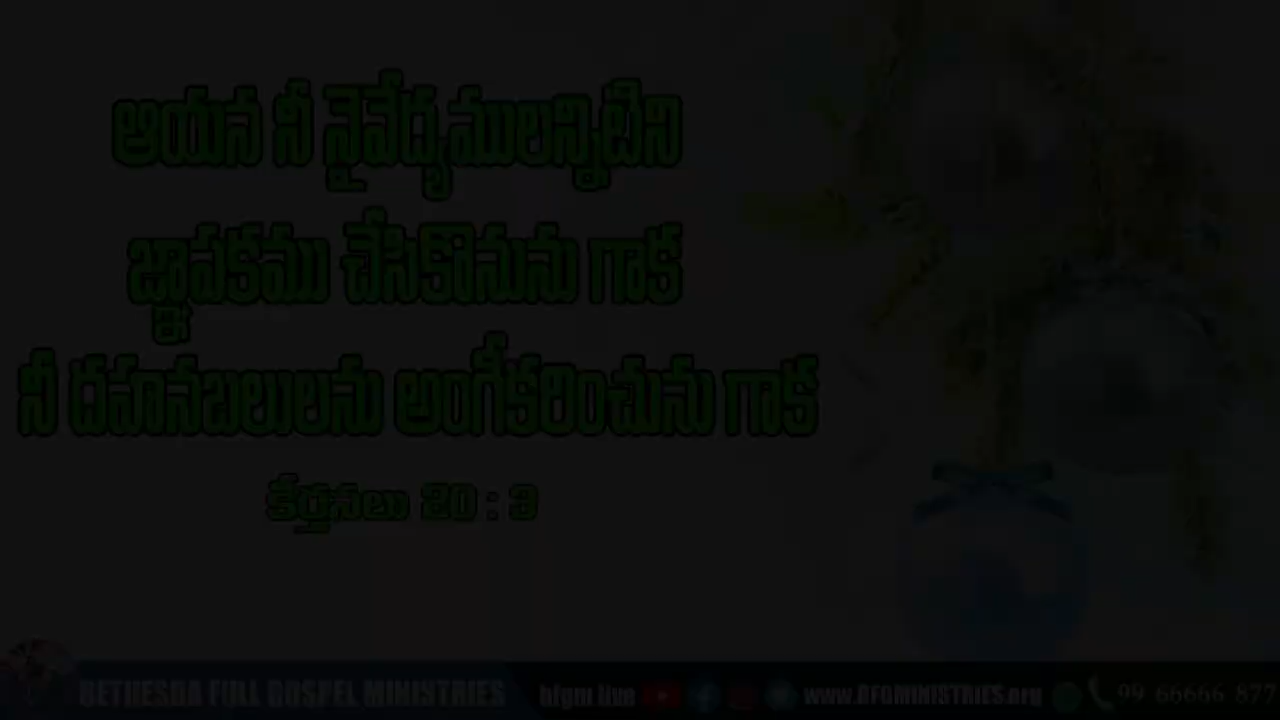 ఆయన నీ నైవేద్యములన్నిటిని
జ్ఞాపకము చేసికొనును గాక
నీ దహనబలులను అంగీకరించును గాక
కీర్తనలు 20 : 3
BETHESDA FULL GOSPEL MINISTRIES bfgm live www.BFGMINISTRIES.org 99 66666 877